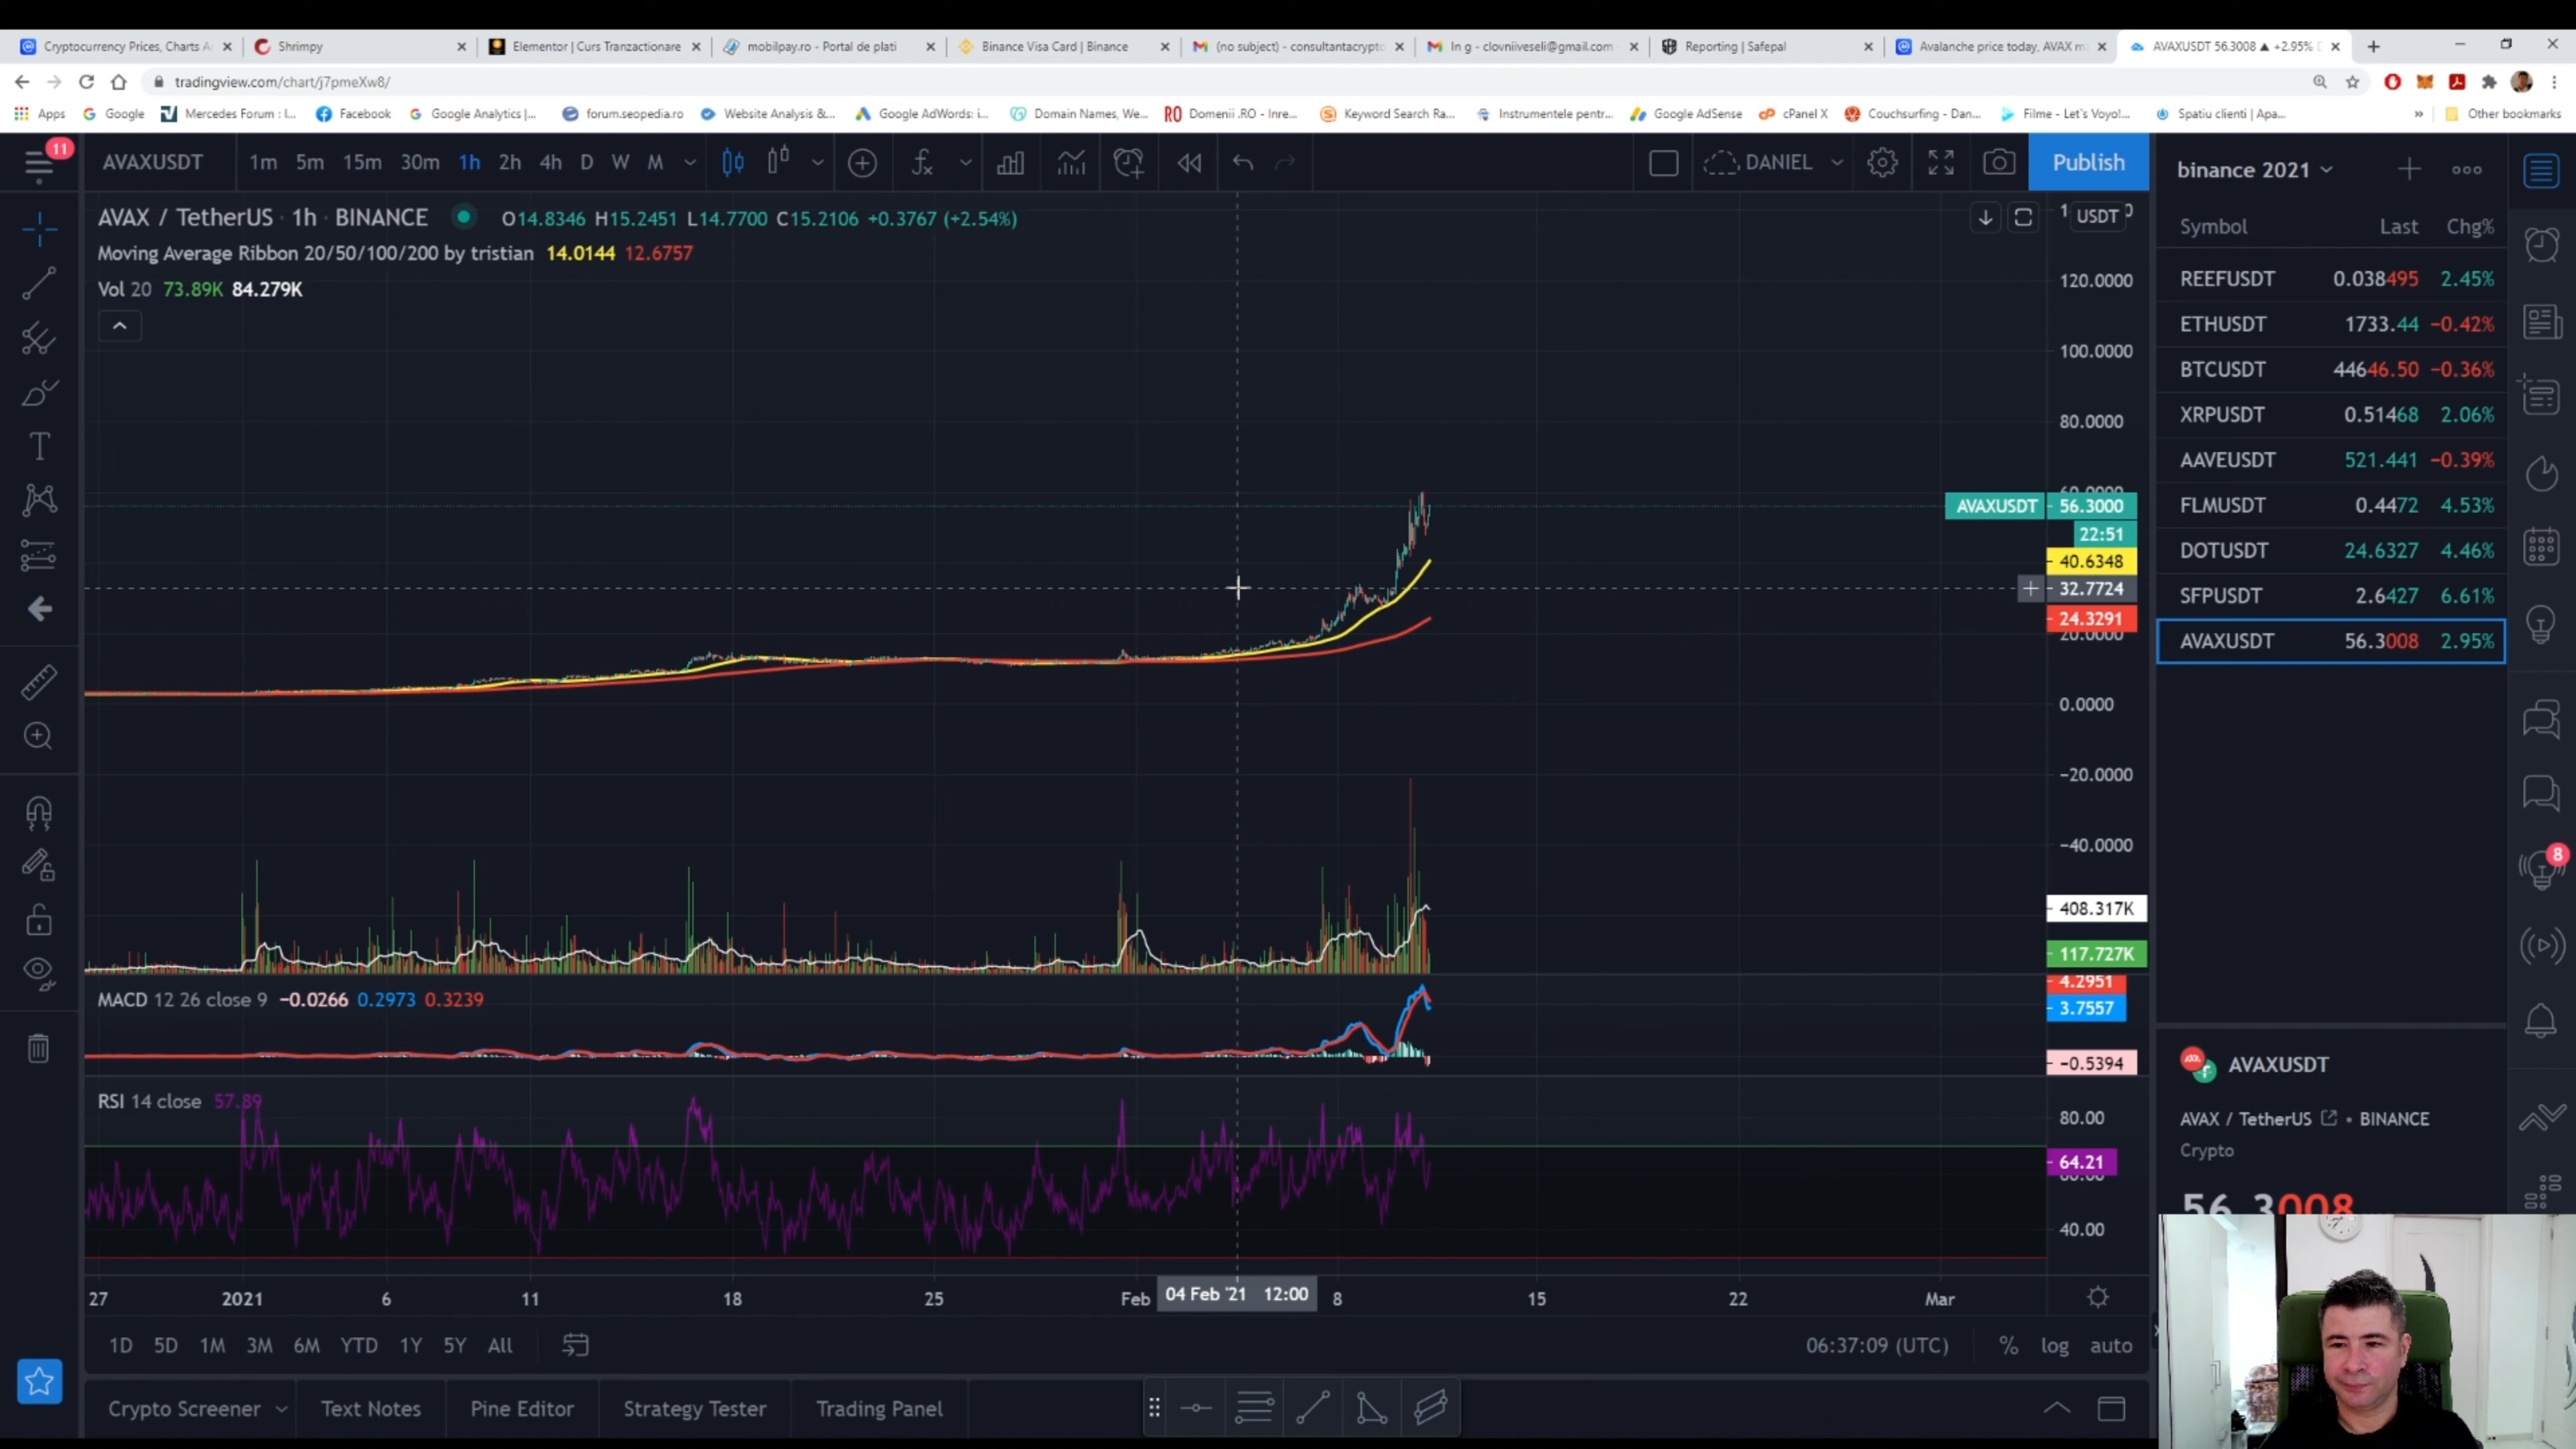 Cryptocurrency Prices, Charts A
Shrimpy
Elementor | Curs Tranzactionare
mobilpay.ro - Portal de plati
Binance Visa Card | Binance
(no subject) - consultantacrypto
In g - clovniiveseli@gmail.com
Reporting | Safepal
Avalanche price today, AVAX m
AVAXUSDT 56.3008 ▲ +2.95%
tradingview.com/chart/j7pmeXw8/
Apps
Google
Mercedes Forum : I...
Facebook
Google Analytics |...
forum.seopedia.ro
Website Analysis &...
Google AdWords: i...
Domain Names, We...
RO Domenii .RO - Inre...
Keyword Search Ra...
Instrumentele pentr...
Google AdSense
cP cPanel X
Couchsurfing - Dan...
Filme - Let's Voyo!...
Spatiu clienti | Apa...
»
Other bookmarks
11
AVAXUSDT
1m 5m 15m 30m 1h 2h 4h D W M
DANIEL
Publish
binance 2021
AVAX / TetherUS · 1h · BINANCE
O14.8346 H15.2451 L14.7700 C15.2106 +0.3767 (+2.54%)
Moving Average Ribbon 20/50/100/200 by tristian 14.0144 12.6757
Vol 20 73.89K 84.279K
USDT
120.0000
100.0000
80.0000
60.0000
AVAXUSDT 56.3000
22:51
40.6348
32.7724
24.3291
20.0000
0.0000
-20.0000
-40.0000
408.317K
117.727K
MACD 12 26 close 9 −0.0266 0.2973 0.3239
4.2951
3.7557
−0.5394
RSI 14 close 57.89
80.00
64.21
60.00
40.00
27 2021 6 11 18 25 Feb 04 Feb '21 12:00 8 15 22 Mar
1D 5D 1M 3M 6M YTD 1Y 5Y All
06:37:09 (UTC) % log auto
Crypto Screener
Text Notes
Pine Editor
Strategy Tester
Trading Panel
Symbol Last Chg%
REEFUSDT 0.038495 2.45%
ETHUSDT 1733.44 −0.42%
BTCUSDT 44646.50 −0.36%
XRPUSDT 0.51468 2.06%
AAVEUSDT 521.441 −0.39%
FLMUSDT 0.4472 4.53%
DOTUSDT 24.6327 4.46%
SFPUSDT 2.6427 6.61%
AVAXUSDT 56.3008 2.95%
8
AVAXUSDT
AVAX / TetherUS • BINANCE
Crypto
56.3008